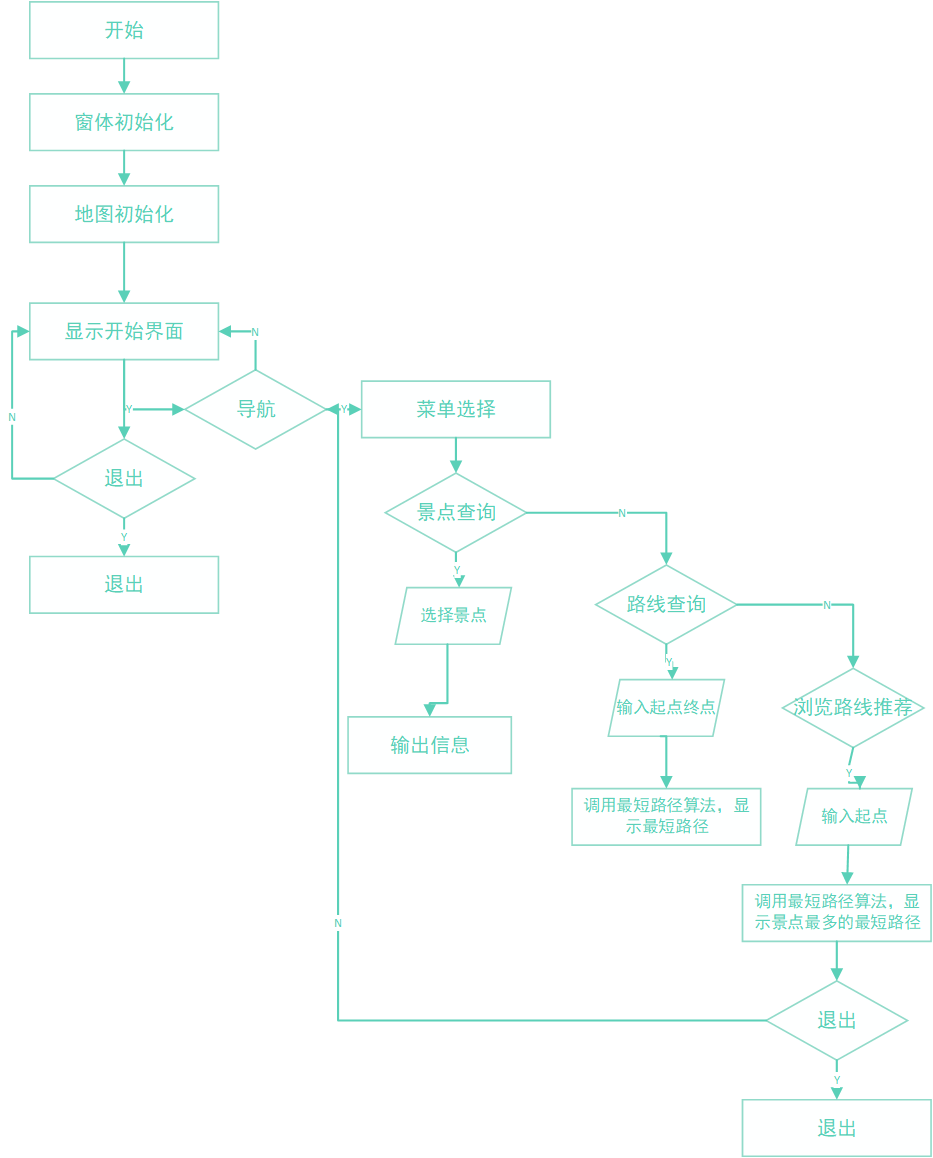 开始
窗体初始化
地图初始化
显示开始界面
N
Y
导航
Y
菜单选择
N
退出
Y
退出
景点查询
N
Y
选择景点
输出信息
路线查询
N
Y
输入起点终点
调用最短路径算法，显
示最短路径
浏览路线推荐
Y
输入起点
调用最短路径算法，显
示景点最多的最短路径
N
退出
Y
退出